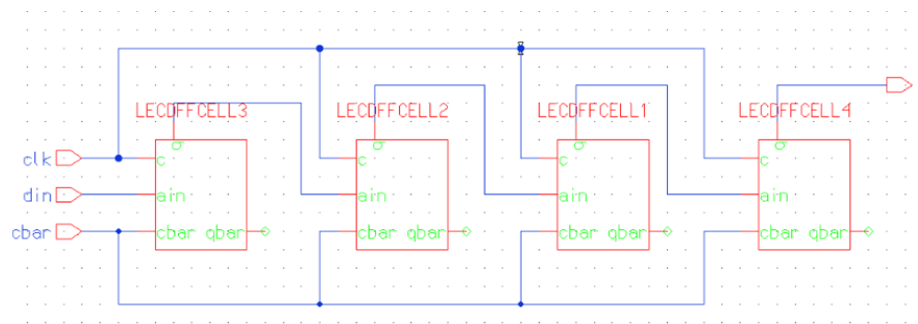 LECDFFCELL3 LECDFFCELL2 LECDFFCELL1 LECDFFCELL4
q q q q
clk c c c c
din ain ain ain ain
cbar cbar qbar cbar qbar cbar qbar cbar qbar